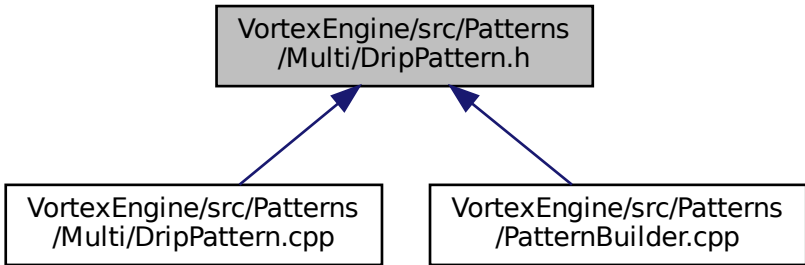 VortexEngine/src/Patterns
/Multi/DripPattern.h
VortexEngine/src/Patterns
/Multi/DripPattern.cpp
VortexEngine/src/Patterns
/PatternBuilder.cpp